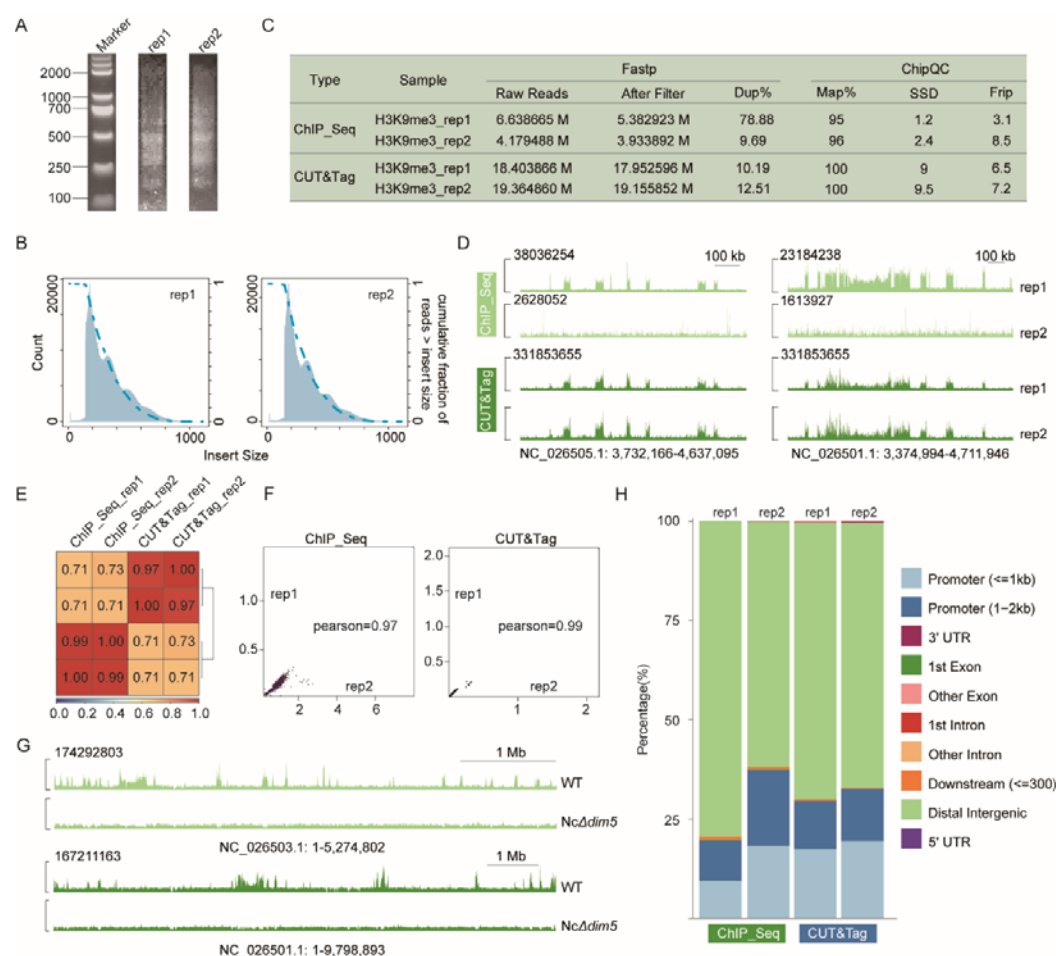 A
Marker
rep1
rep2
2000
1000
700
500
250
100
C
Type
Sample
Fastp
ChipQC
Raw Reads
After Filter
Dup%
Map%
SSD
Frip
ChIP_Seq
H3K9me3_rep1
6.638665 M
5.382923 M
78.88
95
1.2
3.1
H3K9me3_rep2
4.179488 M
3.933892 M
9.69
96
2.4
8.5
CUT&Tag
H3K9me3_rep1
18.403866 M
17.952596 M
10.19
100
9
6.5
H3K9me3_rep2
19.364860 M
19.155852 M
12.51
100
9.5
7.2
B
Count
20000
10000
0
rep1
1
0
0
1000
20000
10000
0
rep2
1
0
0
1000
cumulative fraction of
reads > insert size
Insert Size
D
ChIP_Seq
CUT&Tag
38036254
100 kb
2628052
331853655
NC_026505.1: 3,732,166-4,637,095
23184238
100 kb
rep1
1613927
rep2
331853655
rep1
rep2
NC_026501.1: 3,374,994-4,711,946
E
ChIP_Seq_rep1
ChIP_Seq_rep2
CUT&Tag_rep1
CUT&Tag_rep2
0.71 0.73 0.97 1.00
0.71 0.71 1.00 0.97
0.99 1.00 0.71 0.73
1.00 0.99 0.71 0.71
0.0 0.2 0.4 0.6 0.8 1.0
F
ChIP_Seq
1.0
0.5
rep1
pearson=0.97
rep2
2 4 6
CUT&Tag
2.0
1.5
1.0
0.5
rep1
pearson=0.99
rep2
1 2
G
174292803
1 Mb
WT
NcΔdim5
NC_026503.1: 1-5,274,802
167211163
1 Mb
WT
NcΔdim5
NC_026501.1: 1-9,798,893
H
rep1 rep2 rep1 rep2
100
75
50
25
Percentage(%)
ChIP_Seq
CUT&Tag
Promoter (<=1kb)
Promoter (1−2kb)
3' UTR
1st Exon
Other Exon
1st Intron
Other Intron
Downstream (<=300)
Distal Intergenic
5' UTR